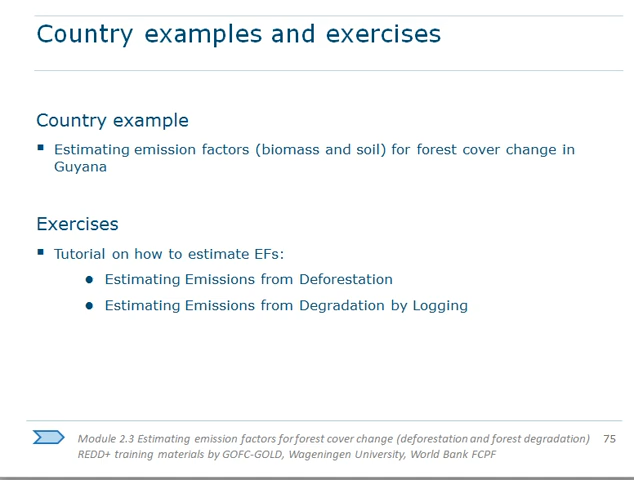 Country examples and exercises
Country example
▪ Estimating emission factors (biomass and soil) for forest cover change in
Guyana
Exercises
▪ Tutorial on how to estimate EFs:
● Estimating Emissions from Deforestation
● Estimating Emissions from Degradation by Logging
Module 2.3 Estimating emission factors for forest cover change (deforestation and forest degradation) 75
REDD+ training materials by GOFC-GOLD, Wageningen University, World Bank FCPF